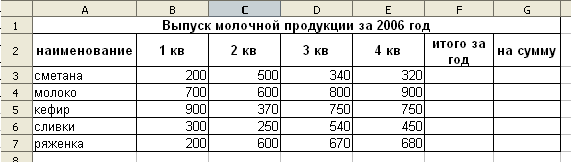 A B C D E F G
1 Выпуск молочной продукции за 2006 год
2 наименование 1 кв 2 кв 3 кв 4 кв итого за год на сумму
3 сметана 200 500 340 320
4 молоко 700 600 800 900
5 кефир 900 370 750 750
6 сливки 300 250 540 450
7 ряженка 200 600 670 680